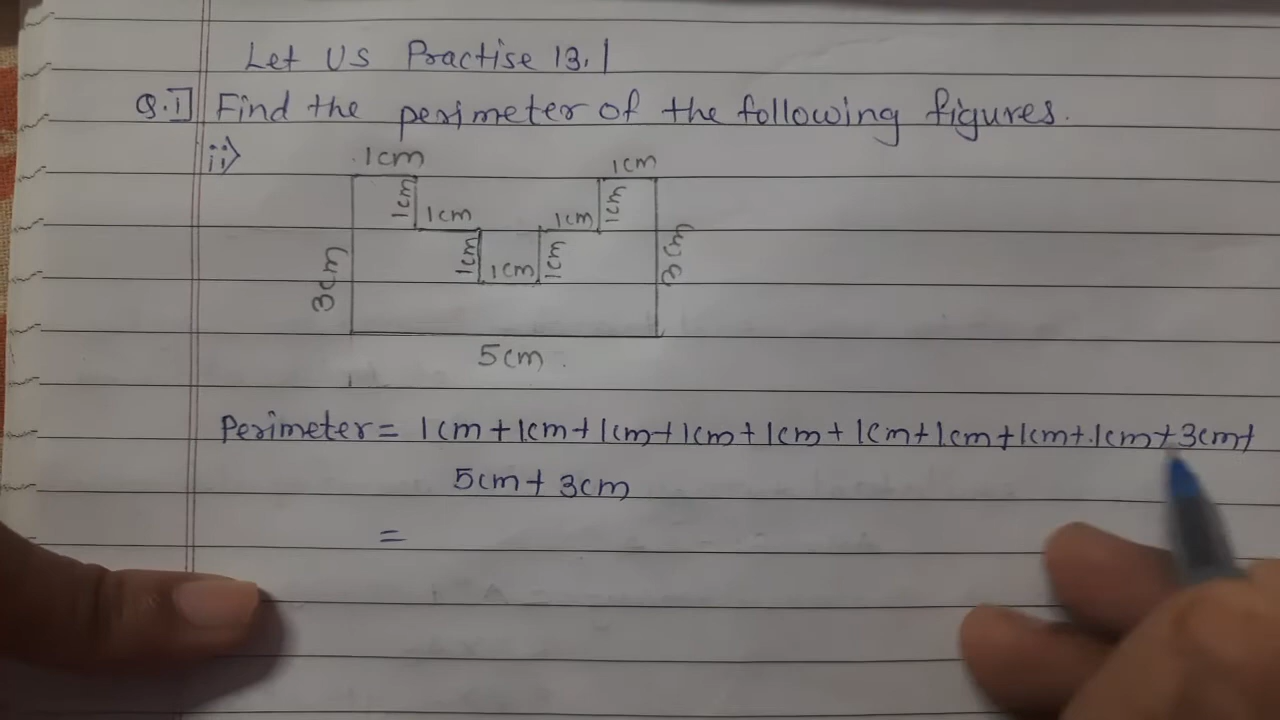 Let Us Practise 13.1
Q.1] Find the perimeter of the following figures.
ii>
1cm 1cm
1cm 1cm
1cm 1cm
3cm 1cm 1cm 1cm 3cm
5cm
Perimeter = 1cm + 1cm + 1cm + 1cm + 1cm + 1cm + 1cm + 1cm + 1cm + 3cm +
5cm + 3cm
=